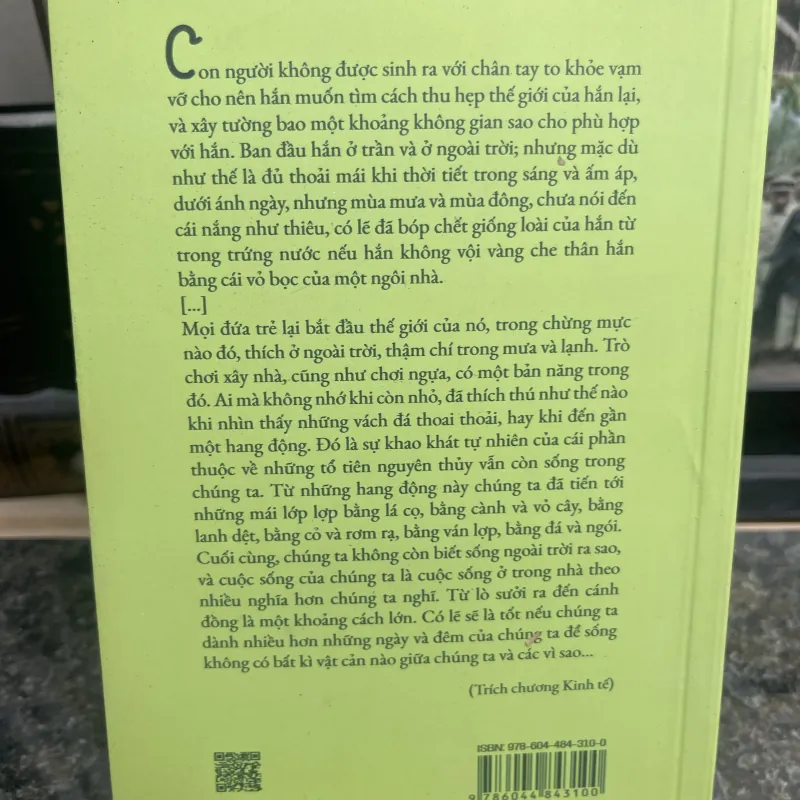 Con người không được sinh ra với chân tay to khỏe vạm
vỡ cho nên hắn muốn tìm cách thu hẹp thế giới của hắn lại,
và xây tường bao một khoảng không gian sao cho phù hợp
với hắn. Ban đầu hắn ở trần và ở ngoài trời; nhưng mặc dù
như thế là đủ thoải mái khi thời tiết trong sáng và ấm áp,
dưới ánh ngày, nhưng mùa mưa và mùa đông, chưa nói đến
cái nắng như thiêu, có lẽ đã bóp chết giống loài của hắn từ
trong trứng nước nếu hắn không vội vàng che thân hắn
bằng cái vỏ bọc của một ngôi nhà.
[...]
Mọi đứa trẻ lại bắt đầu thế giới của nó, trong chừng mực
nào đó, thích ở ngoài trời, thậm chí trong mưa và lạnh. Trò
chơi xây nhà, cũng như chơi ngựa, có một bản năng trong
đó. Ai mà không nhớ khi còn nhỏ, đã thích thú như thế nào
khi nhìn thấy những vách đá thoai thoải, hay khi đến gần
một hang động. Đó là sự khao khát tự nhiên của cái phần
thuộc về những tổ tiên nguyên thủy vẫn còn sống trong
chúng ta. Từ những hang động này chúng ta đã tiến tới
những mái lớp lợp bằng lá cọ, bằng cành và vỏ cây, bằng
lanh dệt, bằng cỏ và rơm rạ, bằng ván lợp, bằng đá và ngói.
Cuối cùng, chúng ta không còn biết sống ngoài trời ra sao,
và cuộc sống của chúng ta là cuộc sống ở trong nhà theo
nhiều nghĩa hơn chúng ta nghĩ. Từ lò sưởi ra đến cánh
đồng là một khoảng cách lớn. Có lẽ sẽ là tốt nếu chúng ta
dành nhiều hơn những ngày và đêm của chúng ta để sống
không có bất kì vật cản nào giữa chúng ta và các vì sao...
(Trích chương Kinh tế)
ISBN: 978-604-484-310-0
9 786044 843100